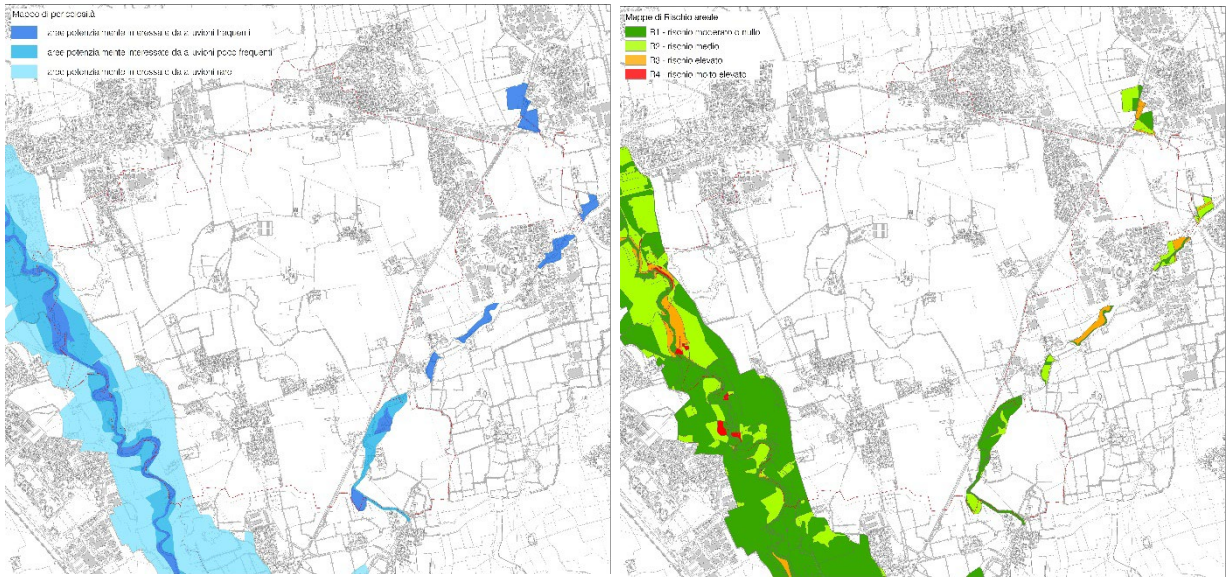 Mappe di pericolosità
aree potenzialmente interessate da alluvioni frequenti
aree potenzialmente interessate da alluvioni poco frequenti
aree potenzialmente interessate da alluvioni rare
Mappe di Rischio areale
R1 - rischio moderato o nullo
R2 - rischio medio
R3 - rischio elevato
R4 - rischio molto elevato